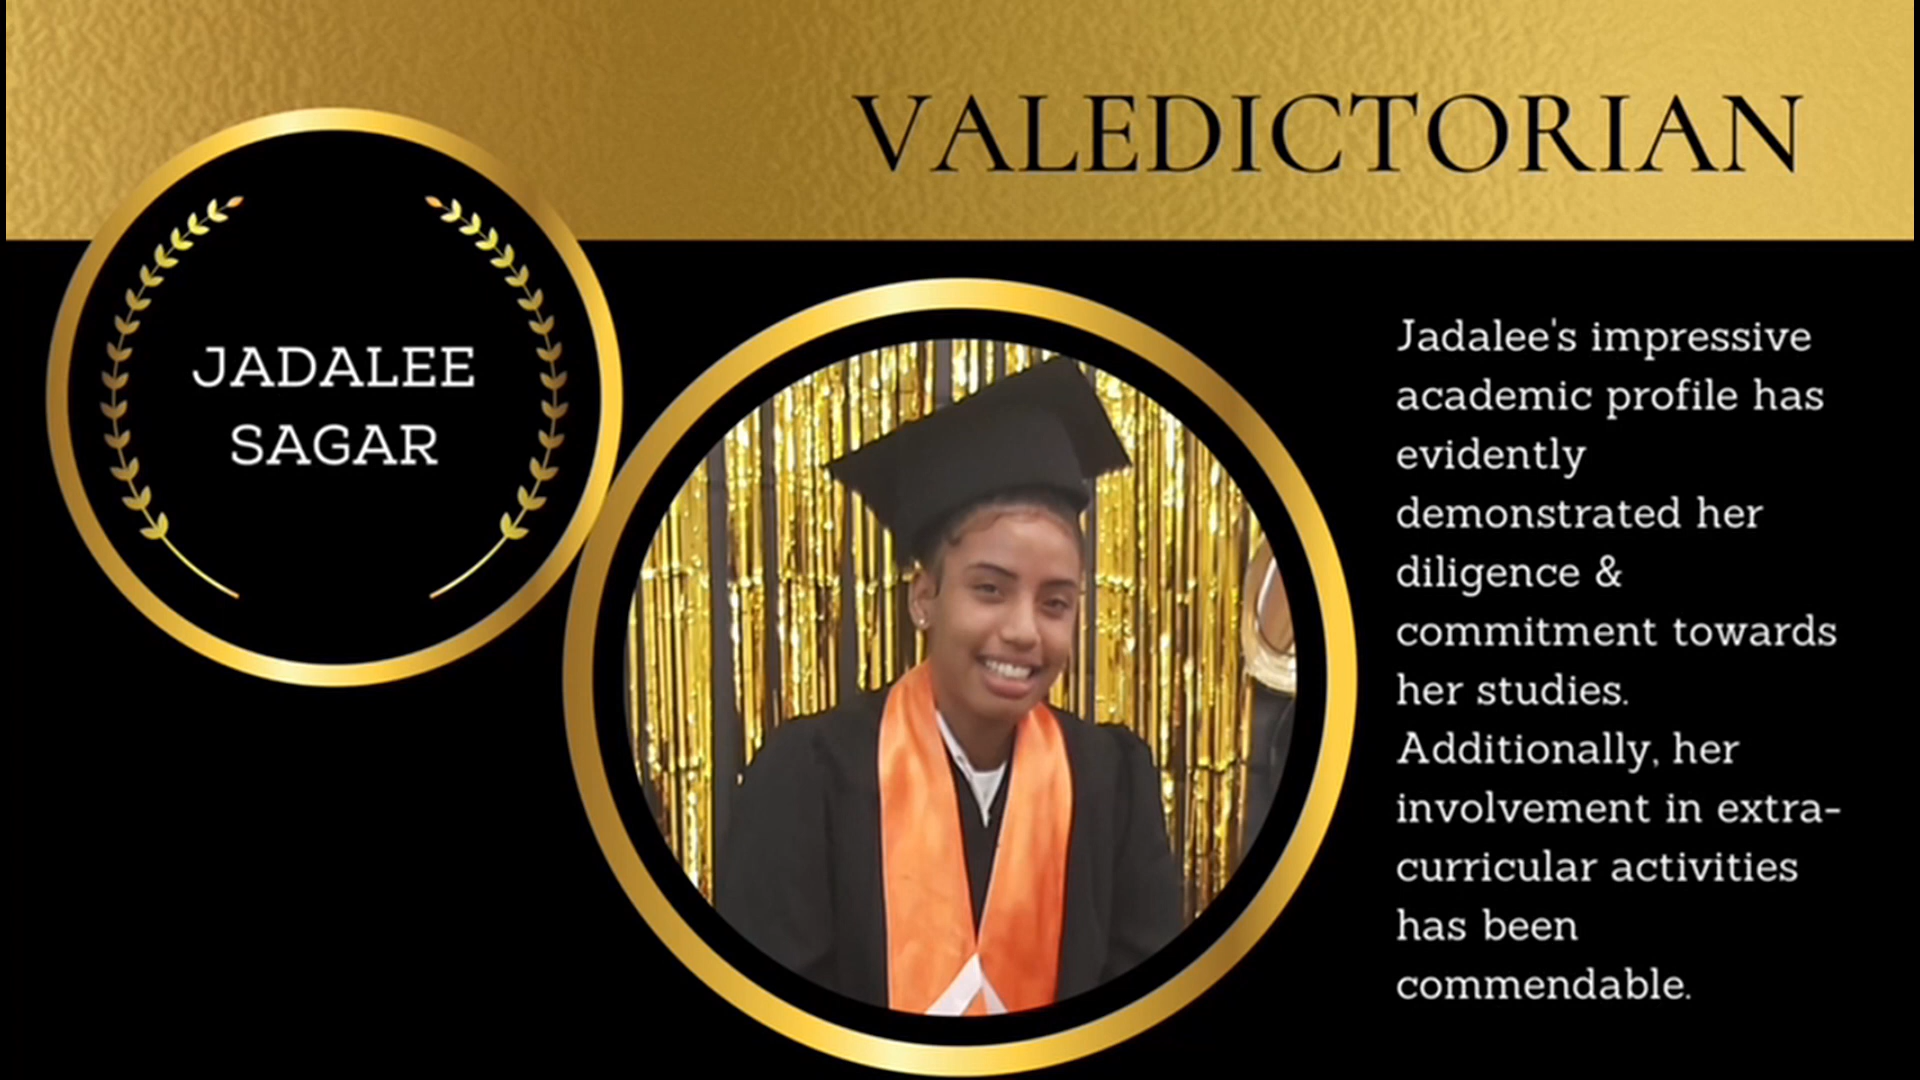 VALEDICTORIAN
JADALEE
SAGAR
Jadalee's impressive
academic profile has
evidently
demonstrated her
diligence &
commitment towards
her studies.
Additionally, her
involvement in extra-
curricular activities
has been
commendable.